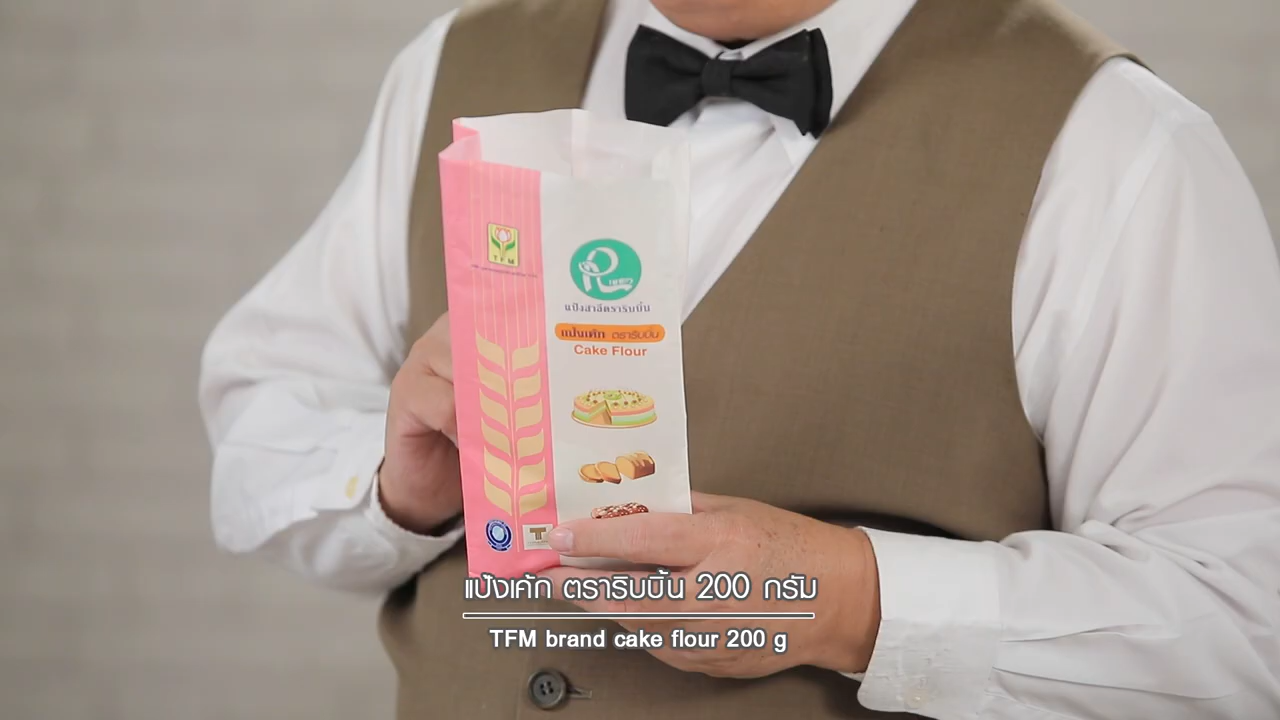 TFM
Ribbon
แป้งสาลีตราริบบิ้น
แป้งเค้ก ตราริบบิ้น
Cake Flour
T
แป้งเค้ก ตราริบบิ้น 200 กรัม
TFM brand cake flour 200 g